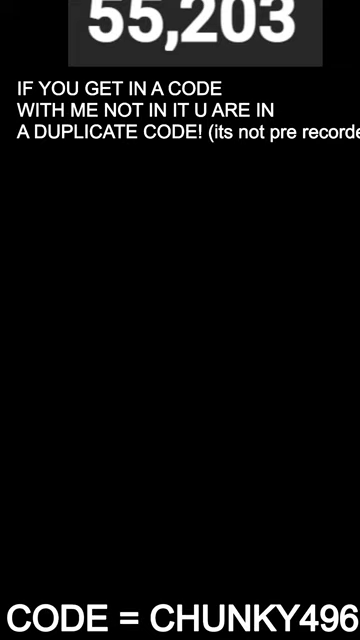 55,203
IF YOU GET IN A CODE
WITH ME NOT IN IT U ARE IN
A DUPLICATE CODE! (its not pre recorde
CODE = CHUNKY496